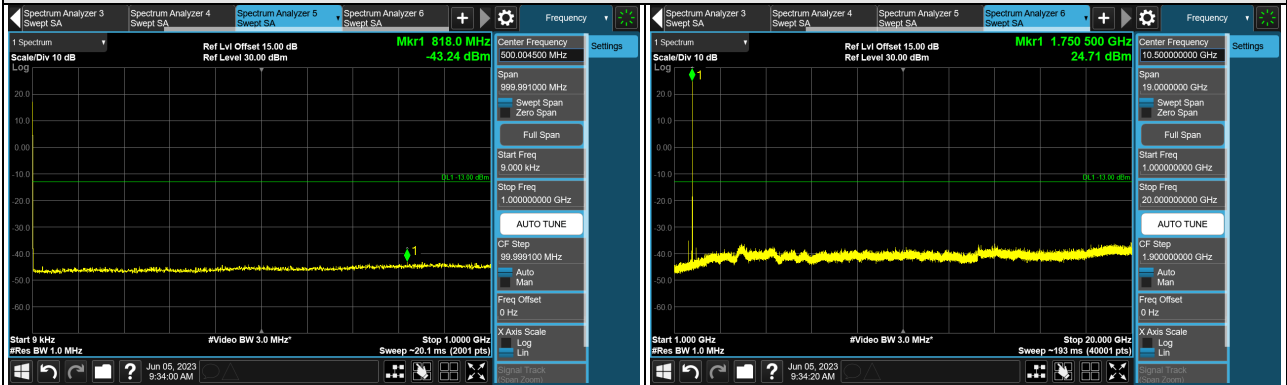 Spectrum Analyzer 3
Swept SA
Spectrum Analyzer 4
Swept SA
Spectrum Analyzer 5
Swept SA
Spectrum Analyzer 6
Swept SA
+
Frequency
1 Spectrum
Scale/Div 10 dB
Log
Ref Lvl Offset 15.00 dB
Ref Level 30.00 dBm
Mkr1 818.0 MHz
-43.24 dBm
20.0
10.0
0.00
-10.0
-20.0
-30.0
-40.0
-50.0
-60.0
DL1 -13.00 dBm
1
Start 9 kHz
#Res BW 1.0 MHz
#Video BW 3.0 MHz*
Stop 1.0000 GHz
Sweep ~20.1 ms (2001 pts)
Center Frequency
500.004500 MHz
Span
999.991000 MHz
Swept Span
Zero Span
Full Span
Start Freq
9.000 kHz
Stop Freq
1.000000000 GHz
AUTO TUNE
CF Step
99.999100 MHz
Auto
Man
Freq Offset
0 Hz
X Axis Scale
Log
Lin
Signal Track
(Span Zoom)
Settings
?
Jun 05, 2023
9:34:00 AM
Spectrum Analyzer 3
Swept SA
Spectrum Analyzer 4
Swept SA
Spectrum Analyzer 5
Swept SA
Spectrum Analyzer 6
Swept SA
+
Frequency
1 Spectrum
Scale/Div 10 dB
Log
Ref Lvl Offset 15.00 dB
Ref Level 30.00 dBm
Mkr1 1.750 500 GHz
24.71 dBm
1
20.0
10.0
0.00
-10.0
-20.0
-30.0
-40.0
-50.0
-60.0
DL1 -13.00 dBm
Start 1.000 GHz
#Res BW 1.0 MHz
#Video BW 3.0 MHz*
Stop 20.000 GHz
Sweep ~193 ms (40001 pts)
Center Frequency
10.500000000 GHz
Span
19.0000000 GHz
Swept Span
Zero Span
Full Span
Start Freq
1.000000000 GHz
Stop Freq
20.000000000 GHz
AUTO TUNE
CF Step
1.900000000 GHz
Auto
Man
Freq Offset
0 Hz
X Axis Scale
Log
Lin
Signal Track
(Span Zoom)
Settings
?
Jun 05, 2023
9:34:20 AM